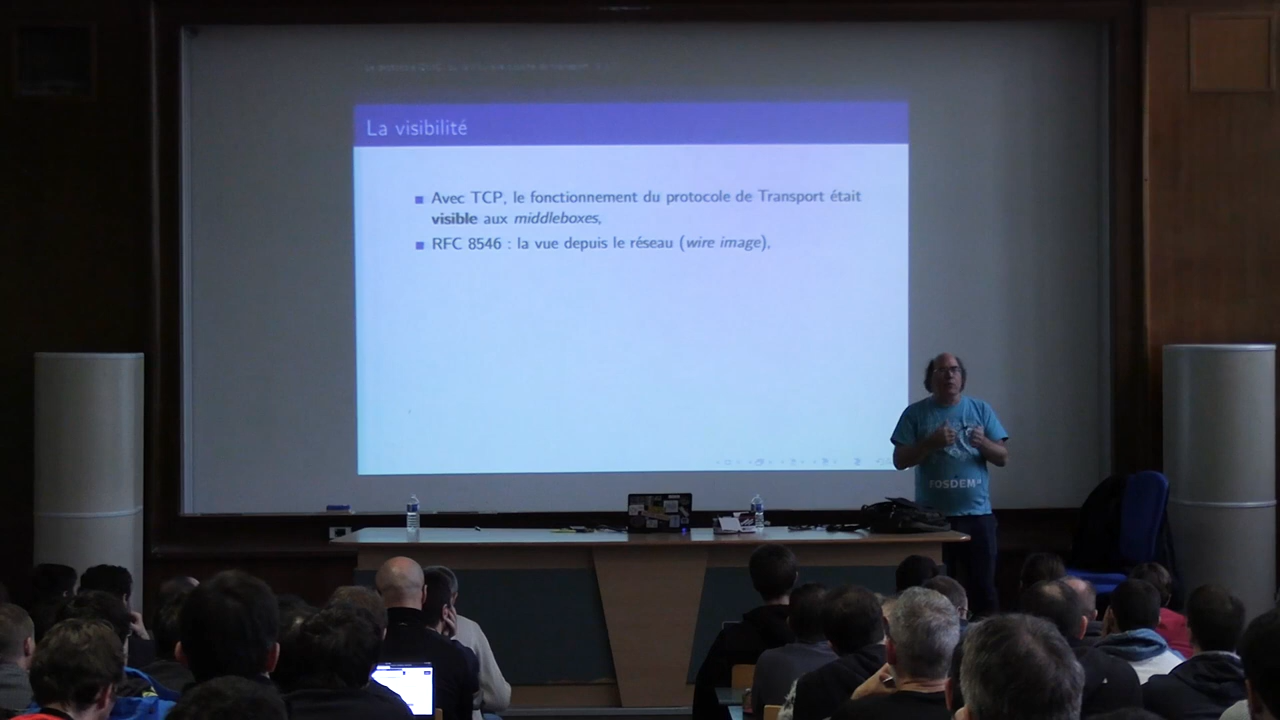 La visibilité
Avec TCP, le fonctionnement du protocole de Transport était
visible aux middleboxes,
RFC 8546 : la vue depuis le réseau (wire image),
FOSDEM